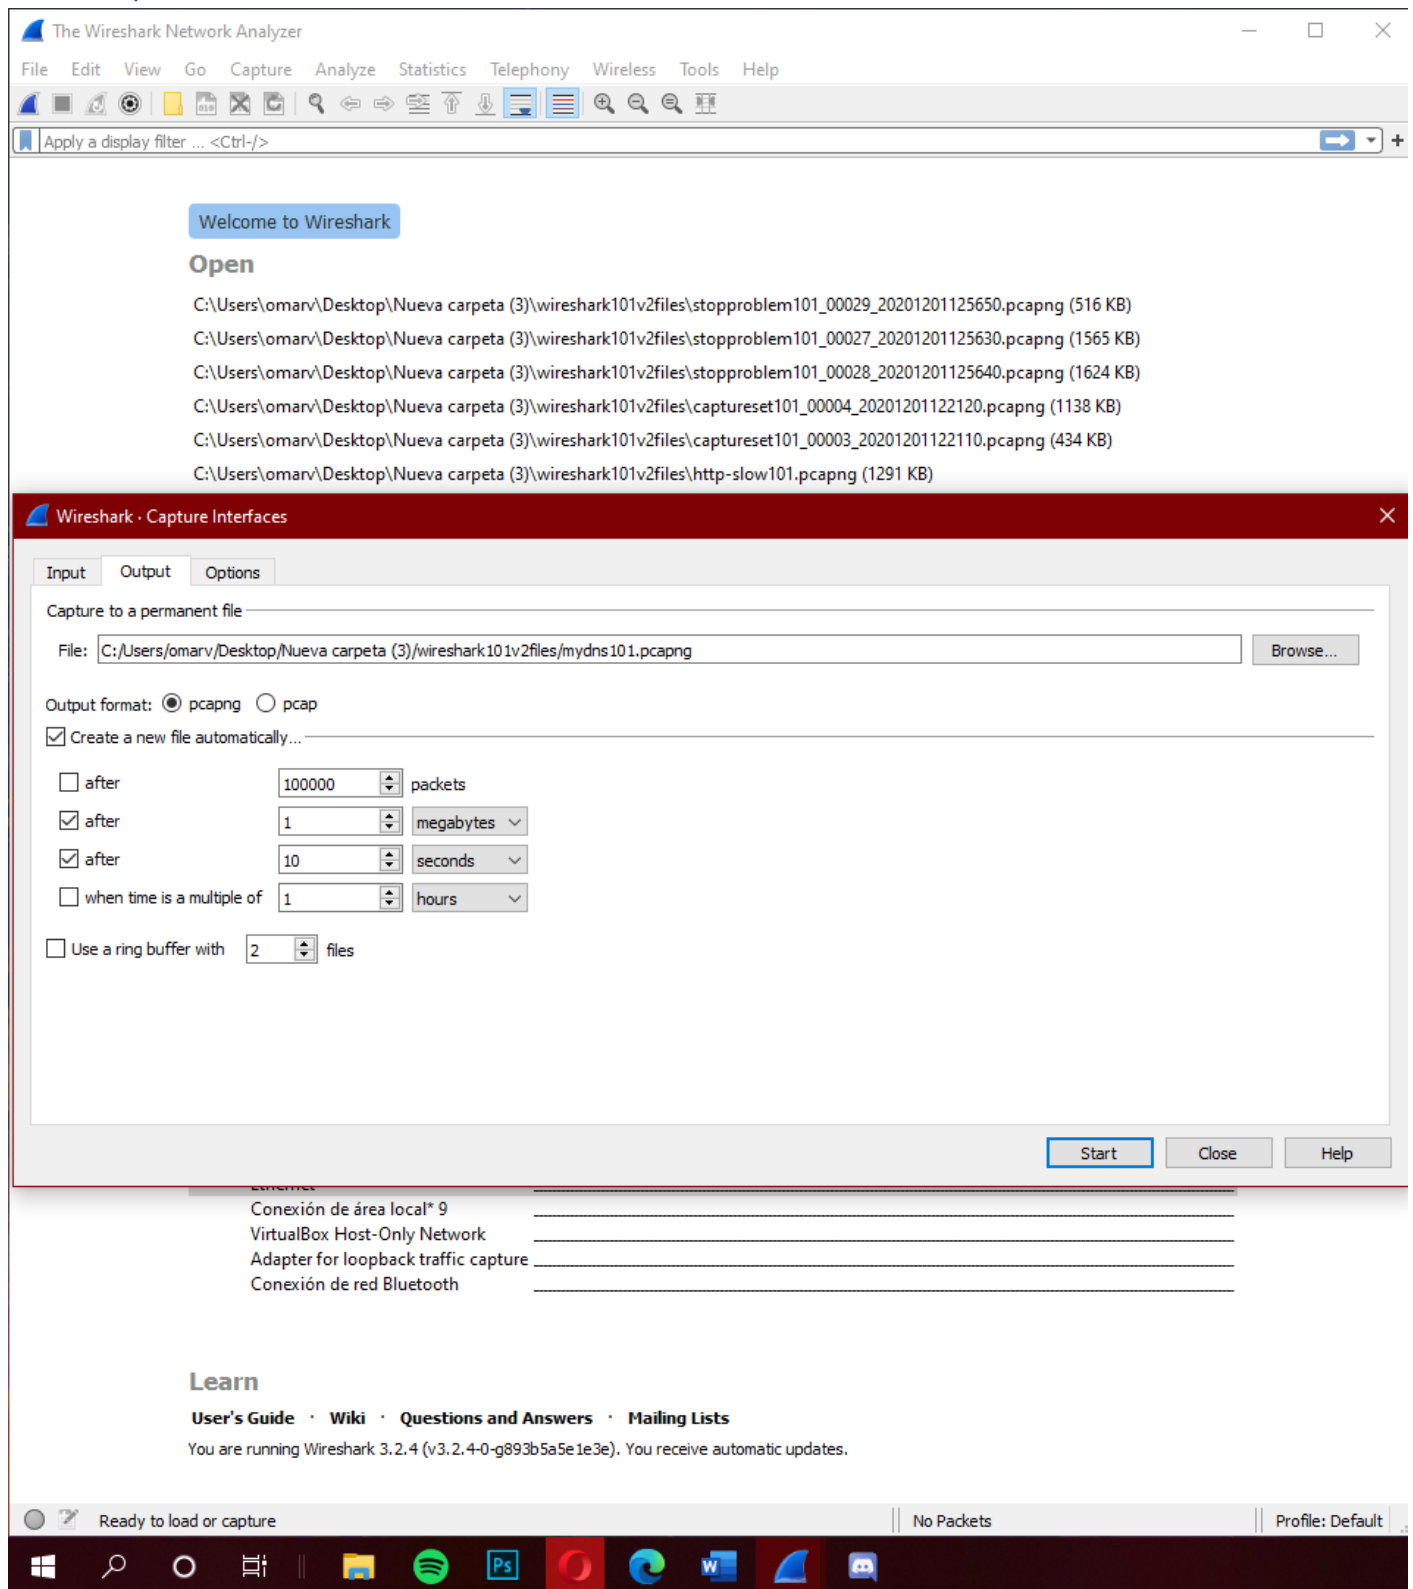 The Wireshark Network Analyzer
File Edit View Go Capture Analyze Statistics Telephony Wireless Tools Help
Apply a display filter ... <Ctrl-/>
Welcome to Wireshark
Open
C:\Users\omarv\Desktop\Nueva carpeta (3)\wireshark101v2files\stopproblem101_00029_20201201125650.pcapng (516 KB)
C:\Users\omarv\Desktop\Nueva carpeta (3)\wireshark101v2files\stopproblem101_00027_20201201125630.pcapng (1565 KB)
C:\Users\omarv\Desktop\Nueva carpeta (3)\wireshark101v2files\stopproblem101_00028_20201201125640.pcapng (1624 KB)
C:\Users\omarv\Desktop\Nueva carpeta (3)\wireshark101v2files\captureset101_00004_20201201122120.pcapng (1138 KB)
C:\Users\omarv\Desktop\Nueva carpeta (3)\wireshark101v2files\captureset101_00003_20201201122110.pcapng (434 KB)
C:\Users\omarv\Desktop\Nueva carpeta (3)\wireshark101v2files\http-slow101.pcapng (1291 KB)
Wireshark · Capture Interfaces
Input Output Options
Capture to a permanent file
File: C:/Users/omarv/Desktop/Nueva carpeta (3)/wireshark101v2files/mydns101.pcapng Browse...
Output format: pcapng pcap
Create a new file automatically...
after 100000 packets
after 1 megabytes
after 10 seconds
when time is a multiple of 1 hours
Use a ring buffer with 2 files
Start Close Help
Conexión de área local* 9
VirtualBox Host-Only Network
Adapter for loopback traffic capture
Conexión de red Bluetooth
Learn
User's Guide · Wiki · Questions and Answers · Mailing Lists
You are running Wireshark 3.2.4 (v3.2.4-0-g893b5a5e1e3e). You receive automatic updates.
Ready to load or capture No Packets Profile: Default
Ps W